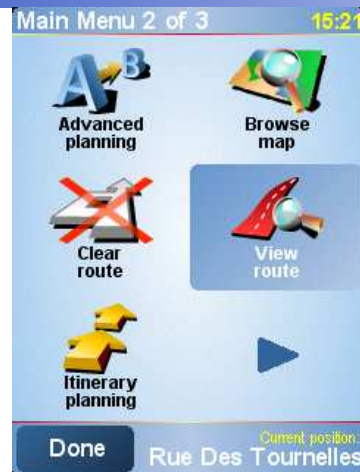 Main Menu 2 of 3 15:21
A B
Advanced
planning
Browse
map
Clear
route
View
route
Itinerary
planning
Current position:
Done
Rue Des Tournelles